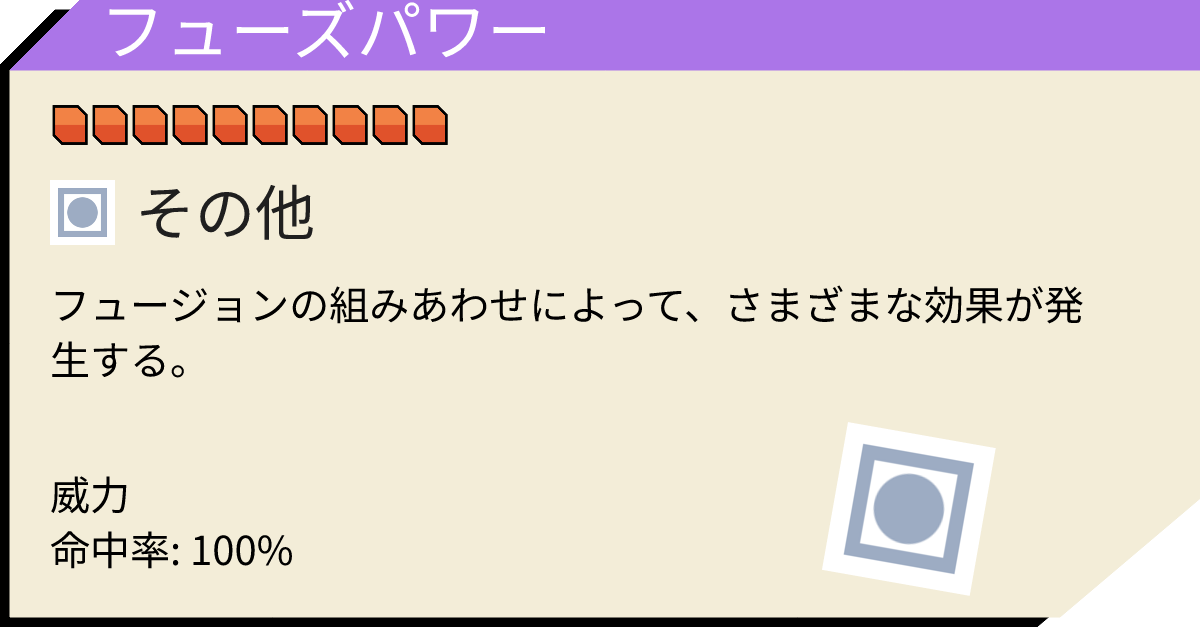 フューズパワー
その他
フュージョンの組みあわせによって、さまざまな効果が発
生する。
威力
命中率: 100%